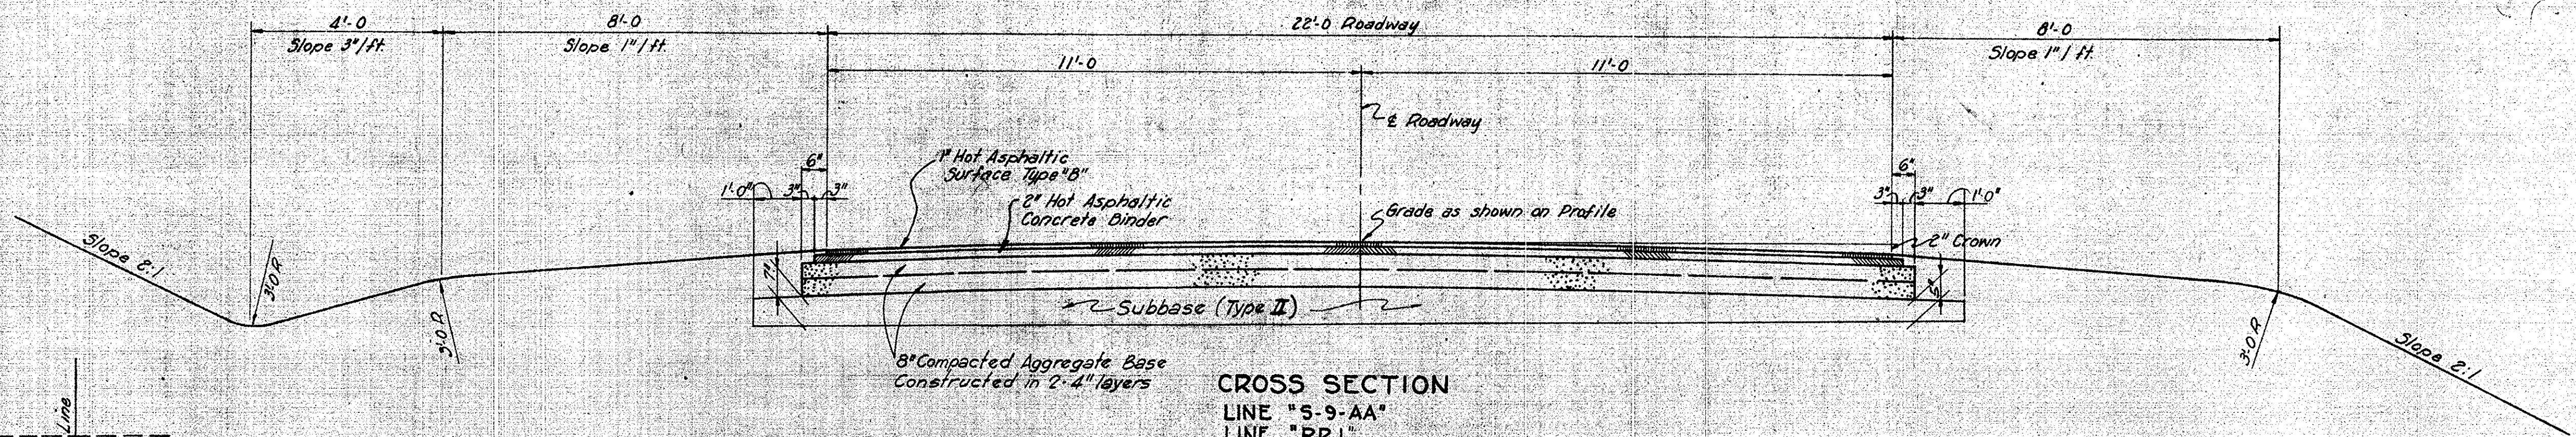 4'-0
8'-0
22'-0 Roadway
8'-0
Slope 3"/ft.
Slope 1"/ft.
Slope 1"/ft.
11'-0
11'-0
℄ Roadway
6"
1" Hot Asphaltic
Surface Type "B"
6"
1'-0"
3"
3"
2" Hot Asphaltic
Concrete Binder
Grade as shown on Profile
3"
3"
1'-0"
2" Crown
Slope 2:1
3'-0 R
Subbase (Type II)
3'-0 R
Slope 2:1
8" Compacted Aggregate Base
Constructed in 2-4" layers
CROSS SECTION
LINE "S-9-AA"
Line